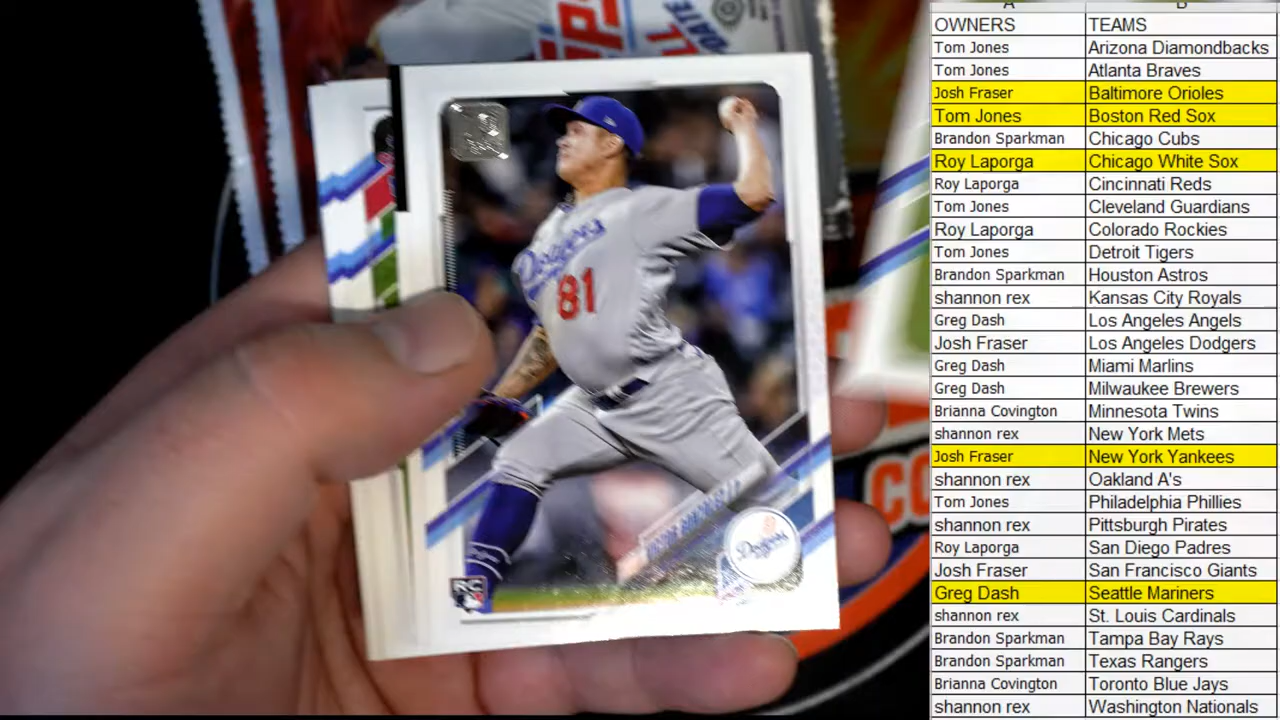 DATE
Dodgers
81
VICTOR GONZÁLEZ
Dodgers
RC
CO
A B
OWNERS TEAMS
Tom Jones Arizona Diamondbacks
Tom Jones Atlanta Braves
Josh Fraser Baltimore Orioles
Tom Jones Boston Red Sox
Brandon Sparkman Chicago Cubs
Roy Laporga Chicago White Sox
Roy Laporga Cincinnati Reds
Tom Jones Cleveland Guardians
Roy Laporga Colorado Rockies
Tom Jones Detroit Tigers
Brandon Sparkman Houston Astros
shannon rex Kansas City Royals
Greg Dash Los Angeles Angels
Josh Fraser Los Angeles Dodgers
Greg Dash Miami Marlins
Greg Dash Milwaukee Brewers
Brianna Covington Minnesota Twins
shannon rex New York Mets
Josh Fraser New York Yankees
shannon rex Oakland A's
Tom Jones Philadelphia Phillies
shannon rex Pittsburgh Pirates
Roy Laporga San Diego Padres
Josh Fraser San Francisco Giants
Greg Dash Seattle Mariners
shannon rex St. Louis Cardinals
Brandon Sparkman Tampa Bay Rays
Brandon Sparkman Texas Rangers
Brianna Covington Toronto Blue Jays
shannon rex Washington Nationals